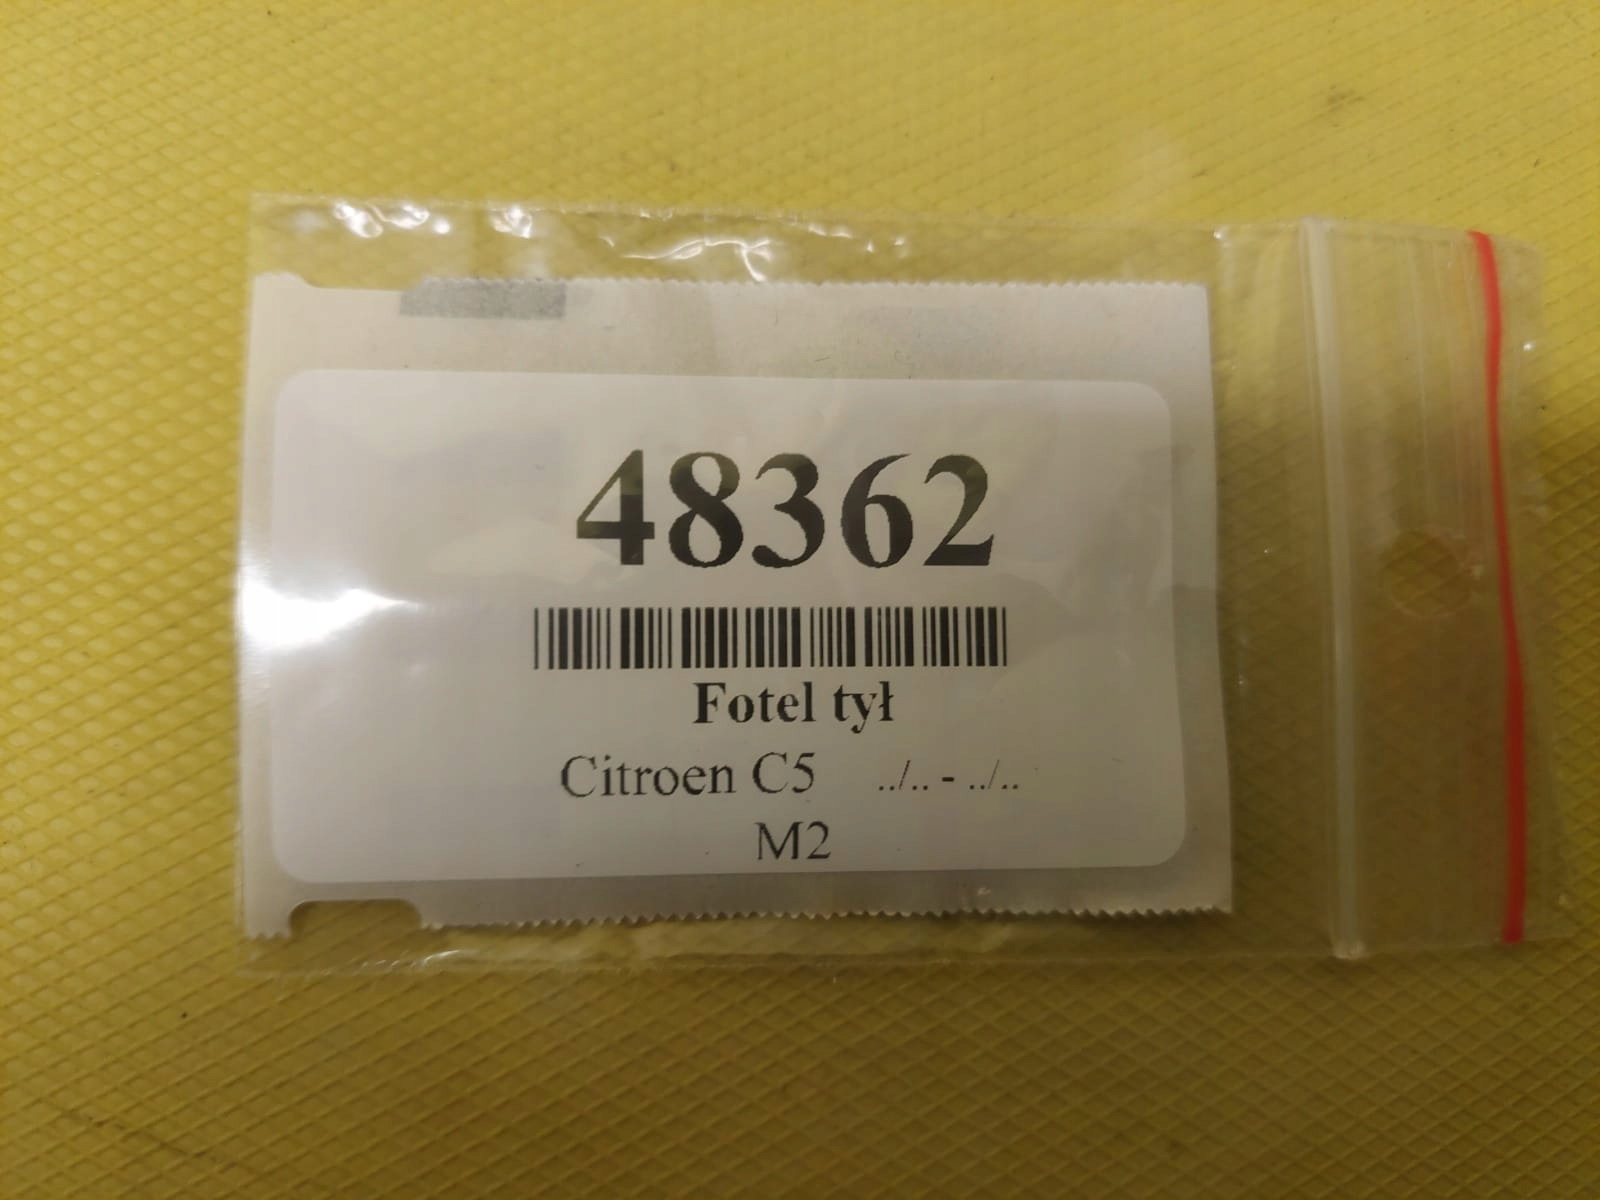 48362
Fotel tył
Citroen C5 ../.. - ../..
M2